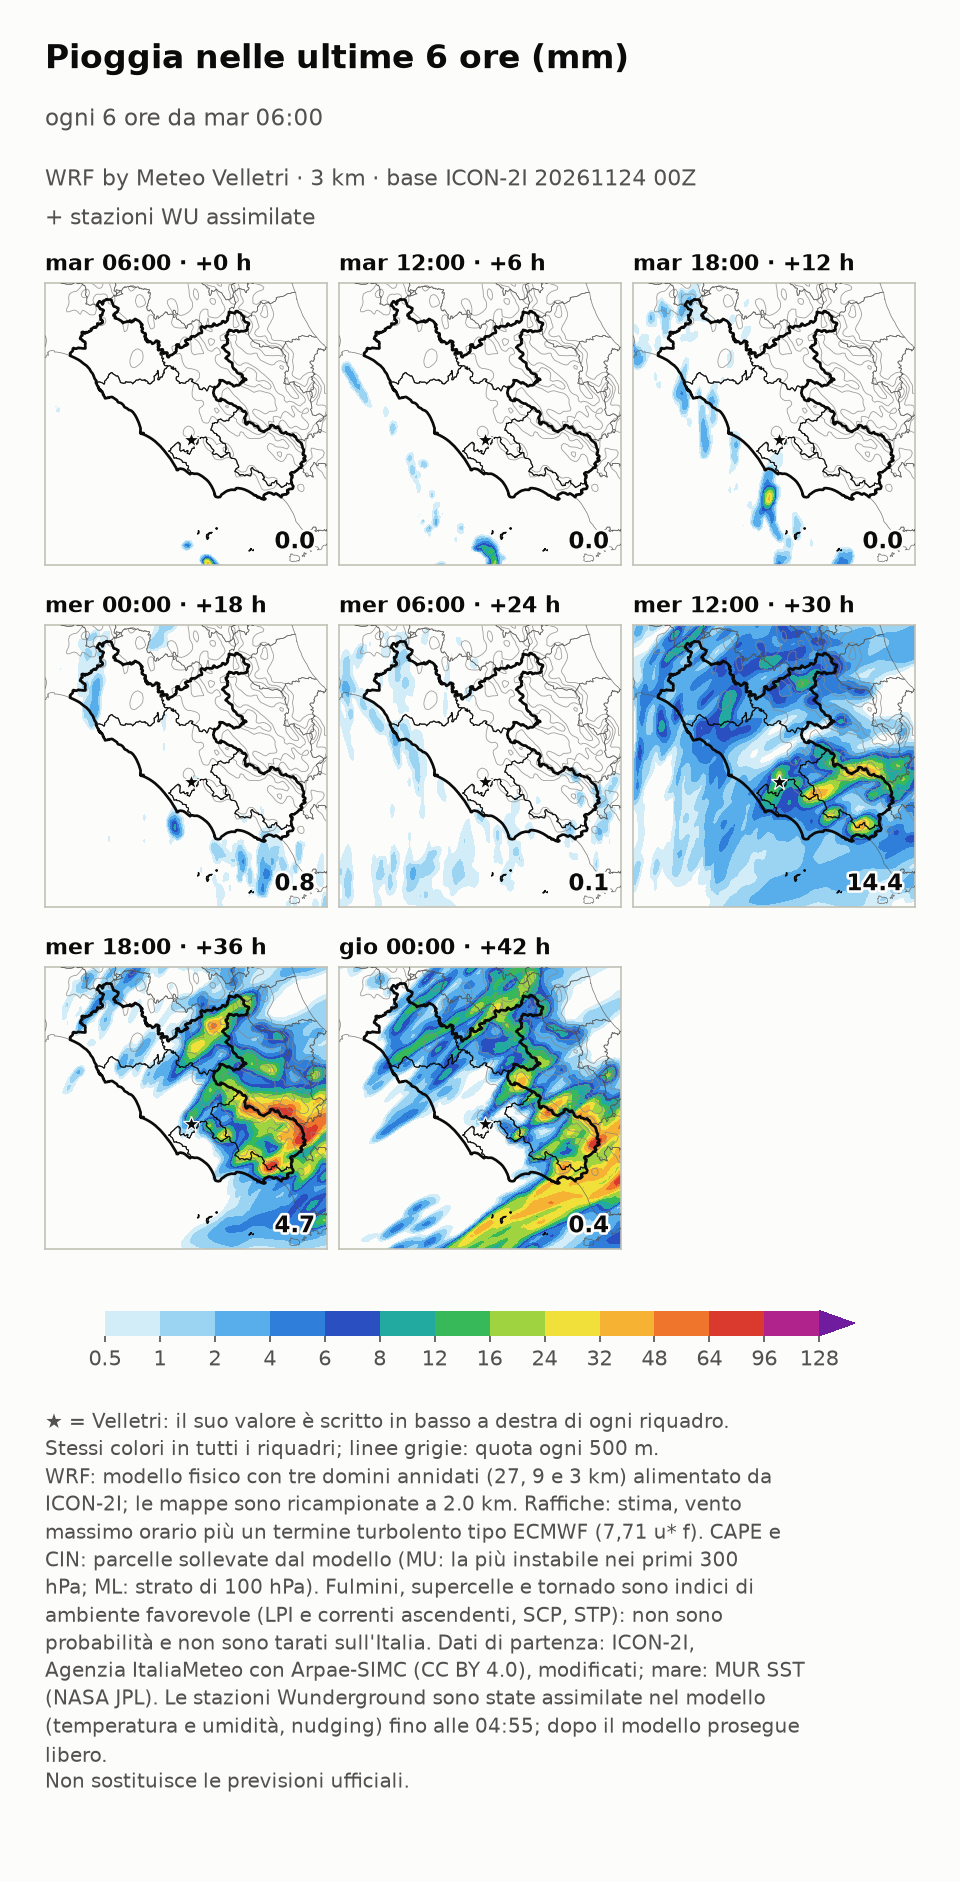 Pioggia nelle ultime 6 ore (mm)
ogni 6 ore da mar 06:00
WRF by Meteo Velletri · 3 km · base ICON-2I 20261124 00Z
+ stazioni WU assimilate
mar 06:00 · +0 h
mar 12:00 · +6 h
mar 18:00 · +12 h
0.0
0.0
0.0
mer 00:00 · +18 h
mer 06:00 · +24 h
mer 12:00 · +30 h
0.8
0.1
14.4
mer 18:00 · +36 h
gio 00:00 · +42 h
4.7
0.4
0.5 1 2 4 6 8 12 16 24 32 48 64 96 128
★ = Velletri: il suo valore è scritto in basso a destra di ogni riquadro.
Stessi colori in tutti i riquadri; linee grigie: quota ogni 500 m.
WRF: modello fisico con tre domini annidati (27, 9 e 3 km) alimentato da
ICON-2I; le mappe sono ricampionate a 2.0 km. Raffiche: stima, vento
massimo orario più un termine turbolento tipo ECMWF (7,71 u* f). CAPE e
CIN: parcelle sollevate dal modello (MU: la più instabile nei primi 300
hPa; ML: strato di 100 hPa). Fulmini, supercelle e tornado sono indici di
ambiente favorevole (LPI e correnti ascendenti, SCP, STP): non sono
probabilità e non sono tarati sull'Italia. Dati di partenza: ICON-2I,
Agenzia ItaliaMeteo con Arpae-SIMC (CC BY 4.0), modificati; mare: MUR SST
(NASA JPL). Le stazioni Wunderground sono state assimilate nel modello
(temperatura e umidità, nudging) fino alle 04:55; dopo il modello prosegue
libero.
Non sostituisce le previsioni ufficiali.